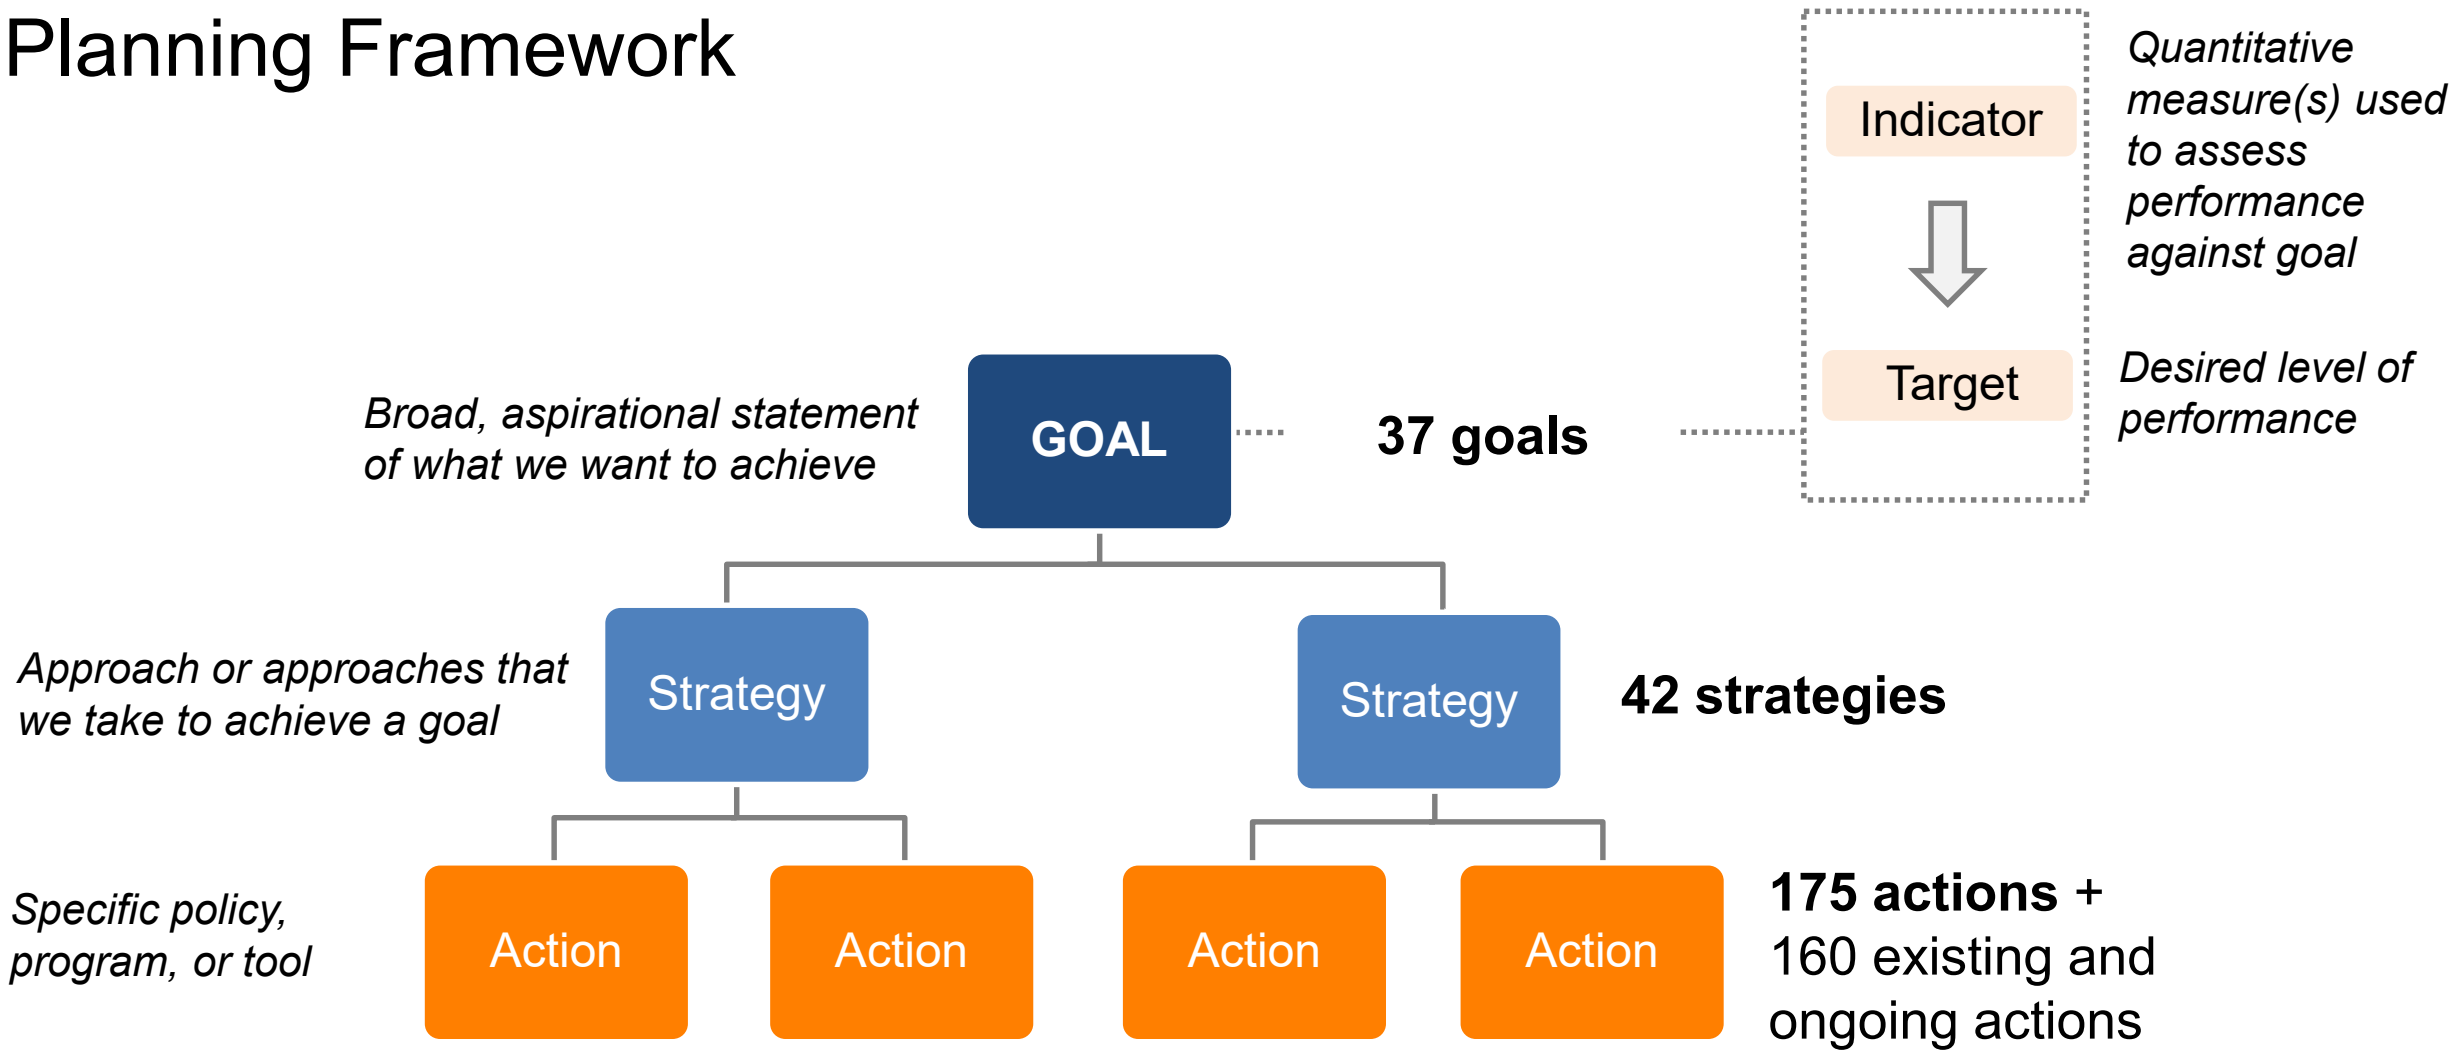 Planning Framework
Indicator
Quantitative
measure(s) used
to assess
performance
against goal
Target
Desired level of
performance
Broad, aspirational statement
of what we want to achieve
GOAL
37 goals
Approach or approaches that
we take to achieve a goal
Strategy
Strategy
42 strategies
Specific policy,
program, or tool
Action
Action
Action
Action
175 actions +
160 existing and
ongoing actions